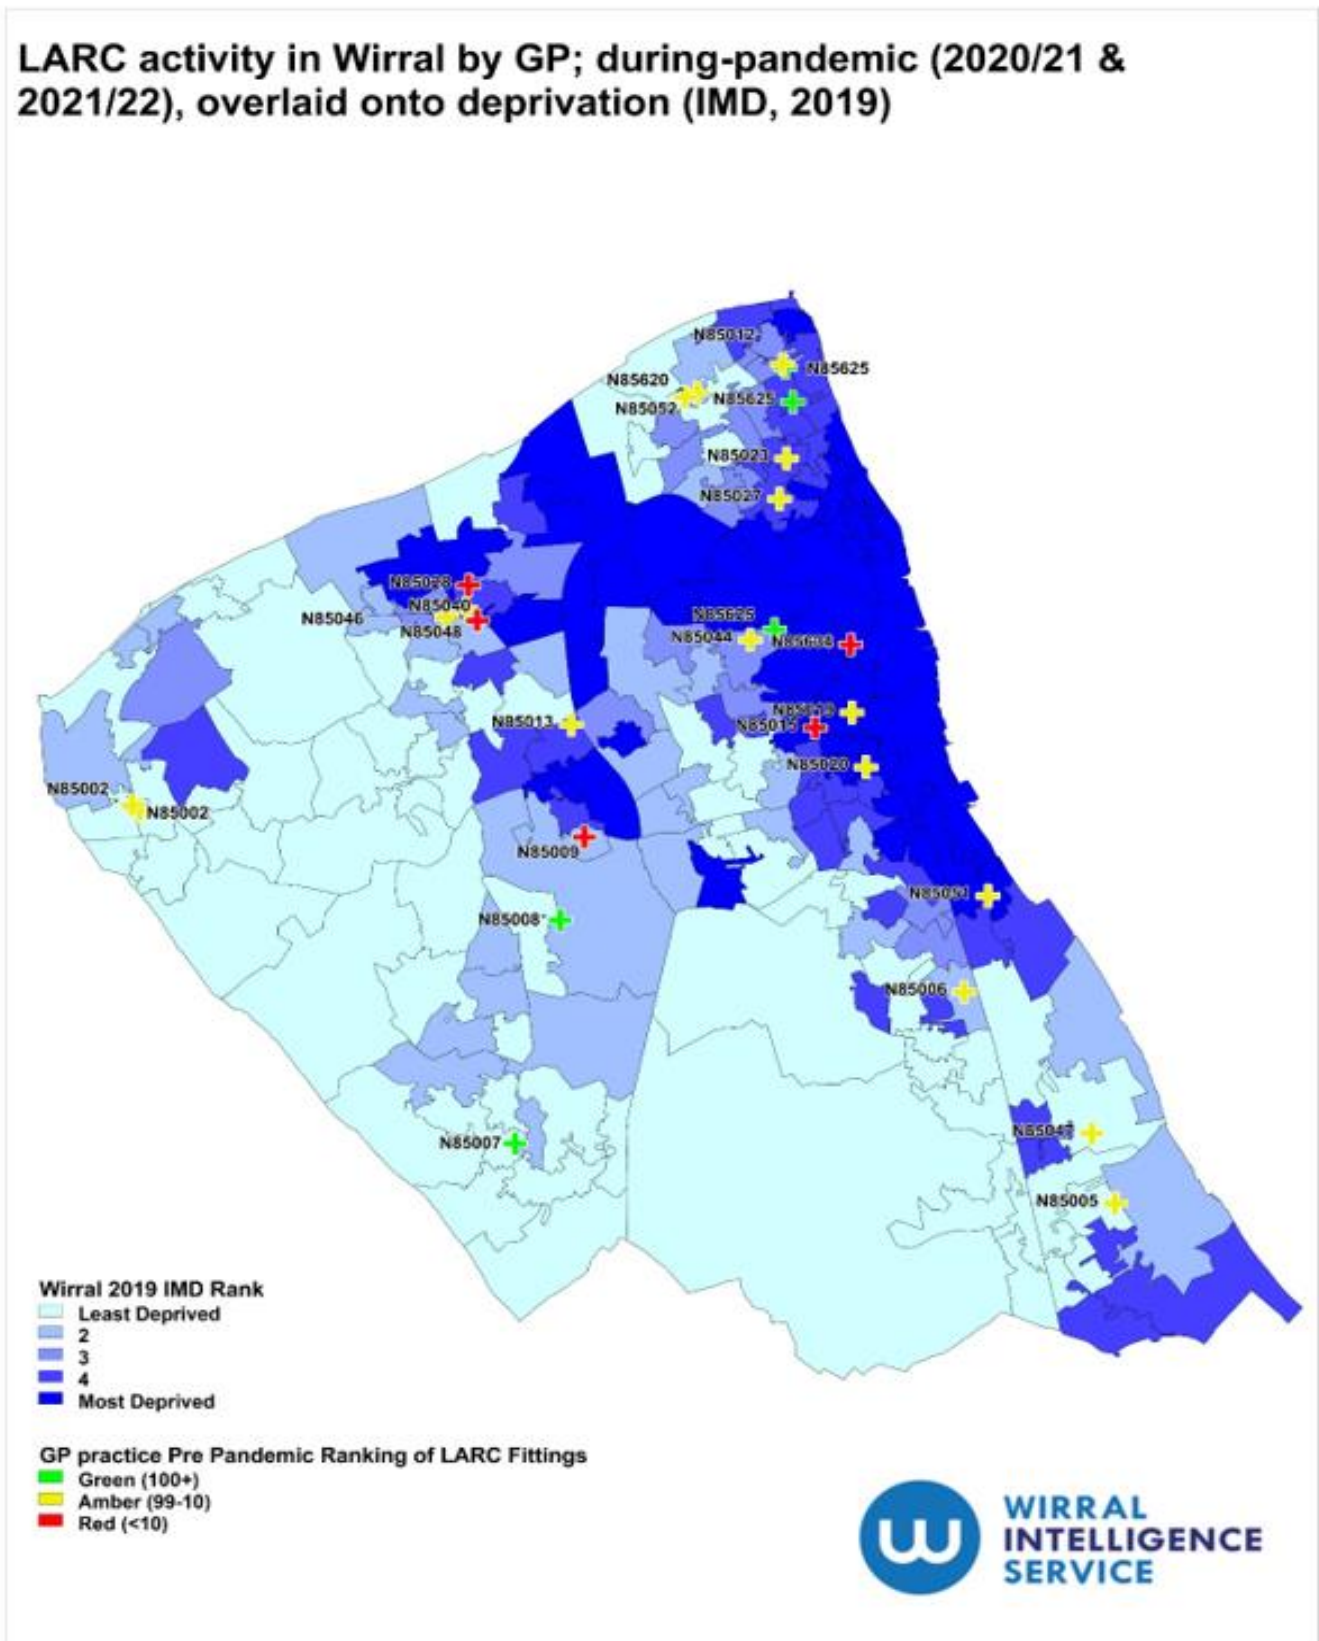 LARC activity in Wirral by GP; during-pandemic (2020/21 &
2021/22), overlaid onto deprivation (IMD, 2019)
N85012
N85625
N85620
N85625
N85052
N85023
N85027
N85040
N85046
N85048
N85625
N85044
N85013
N85015
N85020
N85002
N85002
N85009
N85051
N85008
N85006
N85047
N85007
N85005
Wirral 2019 IMD Rank
Least Deprived
2
3
4
Most Deprived
GP practice Pre Pandemic Ranking of LARC Fittings
Green (100+)
Amber (99-10)
Red (<10)
W
WIRRAL
INTELLIGENCE
SERVICE